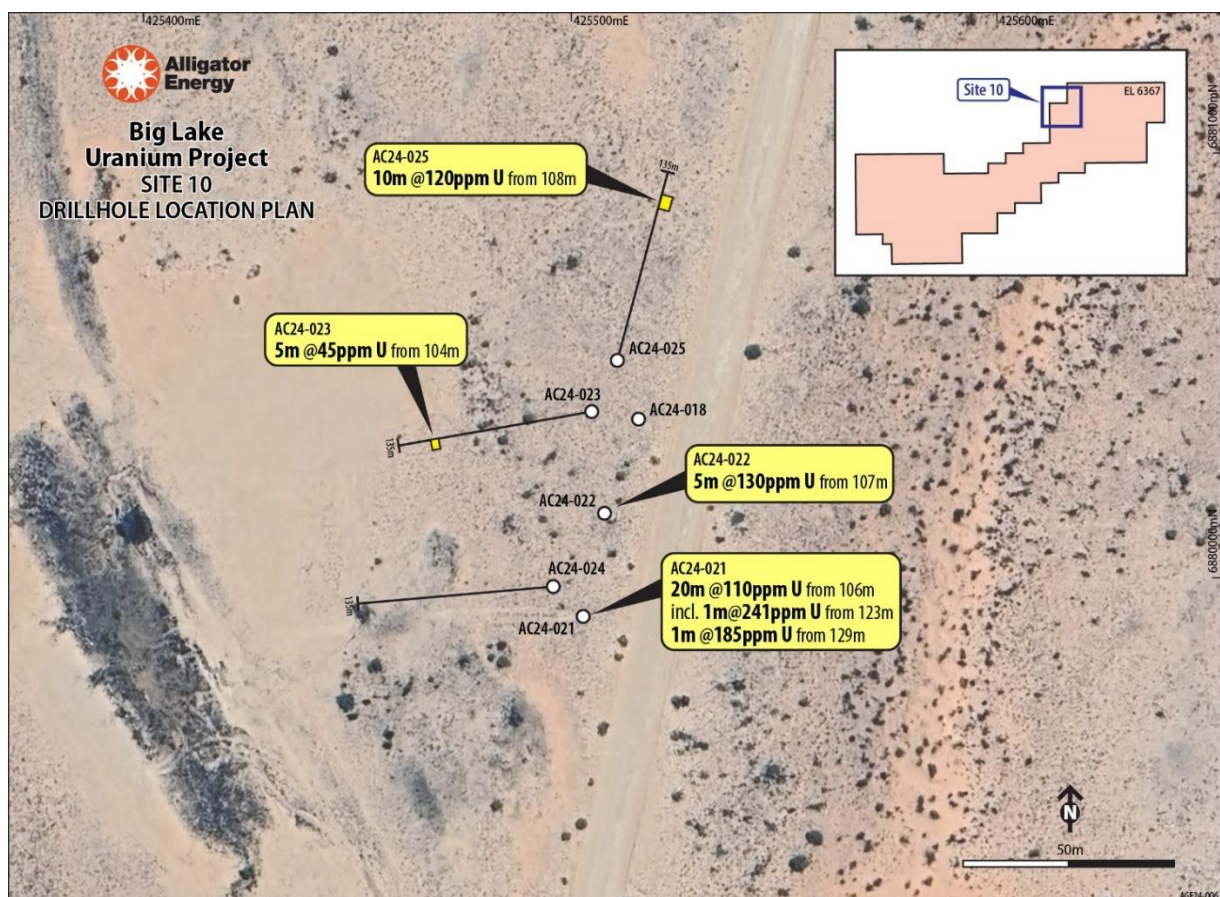 425400mE
425500mE
425600mE
Alligator
Energy
Big Lake
Uranium Project
SITE 10
DRILLHOLE LOCATION PLAN
Site 10
EL 6367
6881000mN
AC24-025
10m @120ppm U from 108m
135m
AC24-023
5m @45ppm U from 104m
AC24-025
AC24-023
AC24-018
135m
AC24-022
5m @130ppm U from 107m
AC24-022
6880000mN
AC24-024
135m
AC24-021
AC24-021
20m @110ppm U from 106m
incl. 1m@241ppm U from 123m
1m @185ppm U from 129m
N
50m
AGE24-006